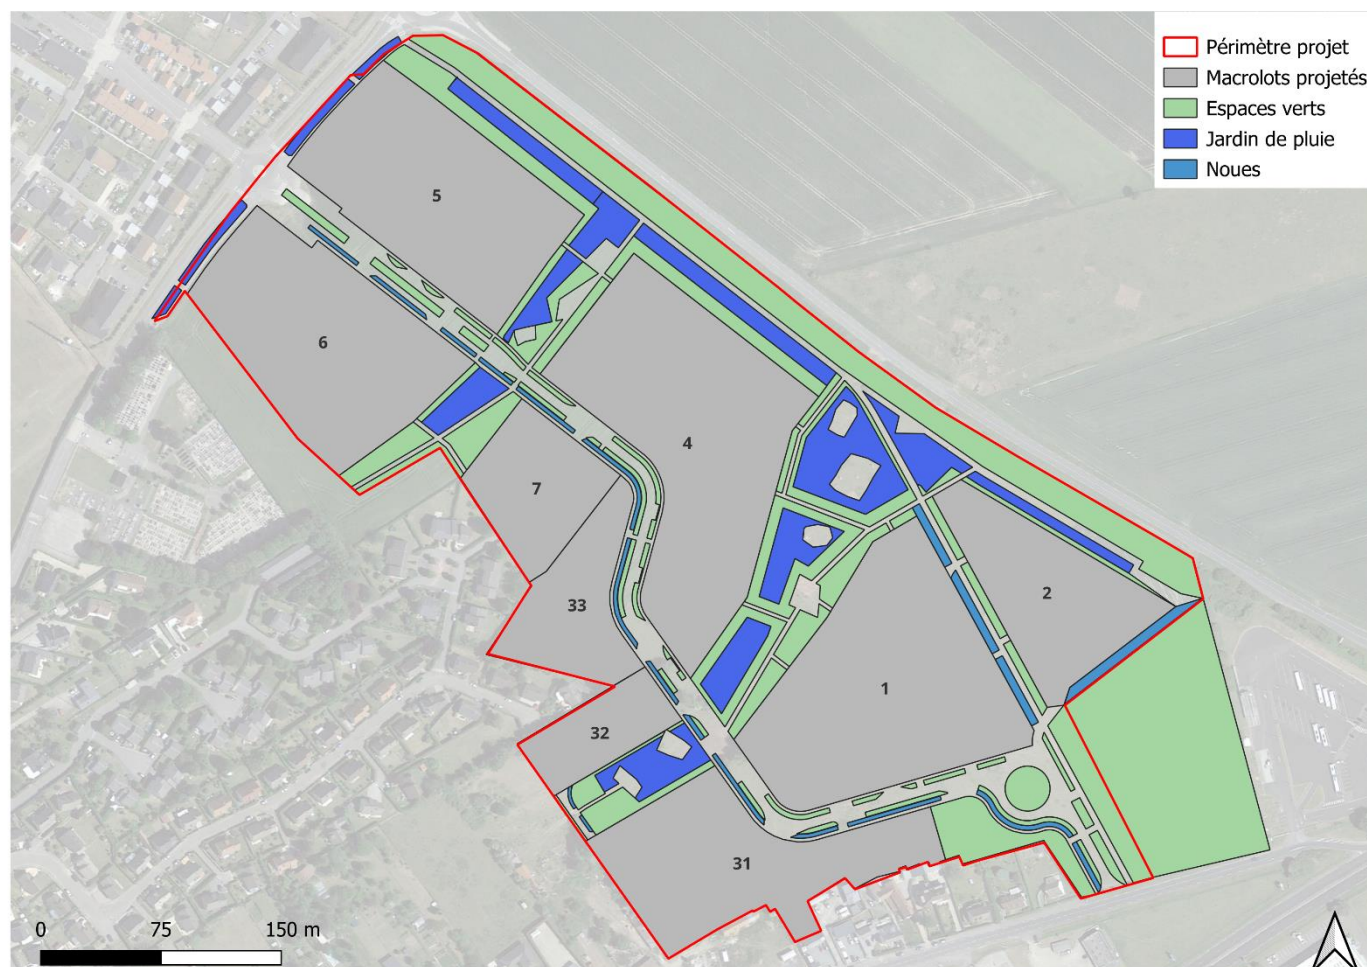 Périmètre projet
Macrolots projetés
Espaces verts
Jardin de pluie
Noues
5
6
4
7
2
33
1
32
31
0 75 150 m